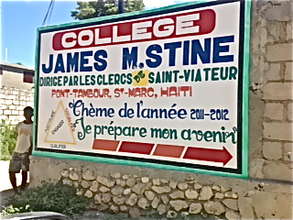 COLLEGE
JAMES M.STINE
DIRIGE PAR LES CLERCS DE SAINT-VIATEUR
PONT-TAMBOUR, ST-MARC, HAITI
Thème de l'année 2011-2012
Je prépare mon avenir